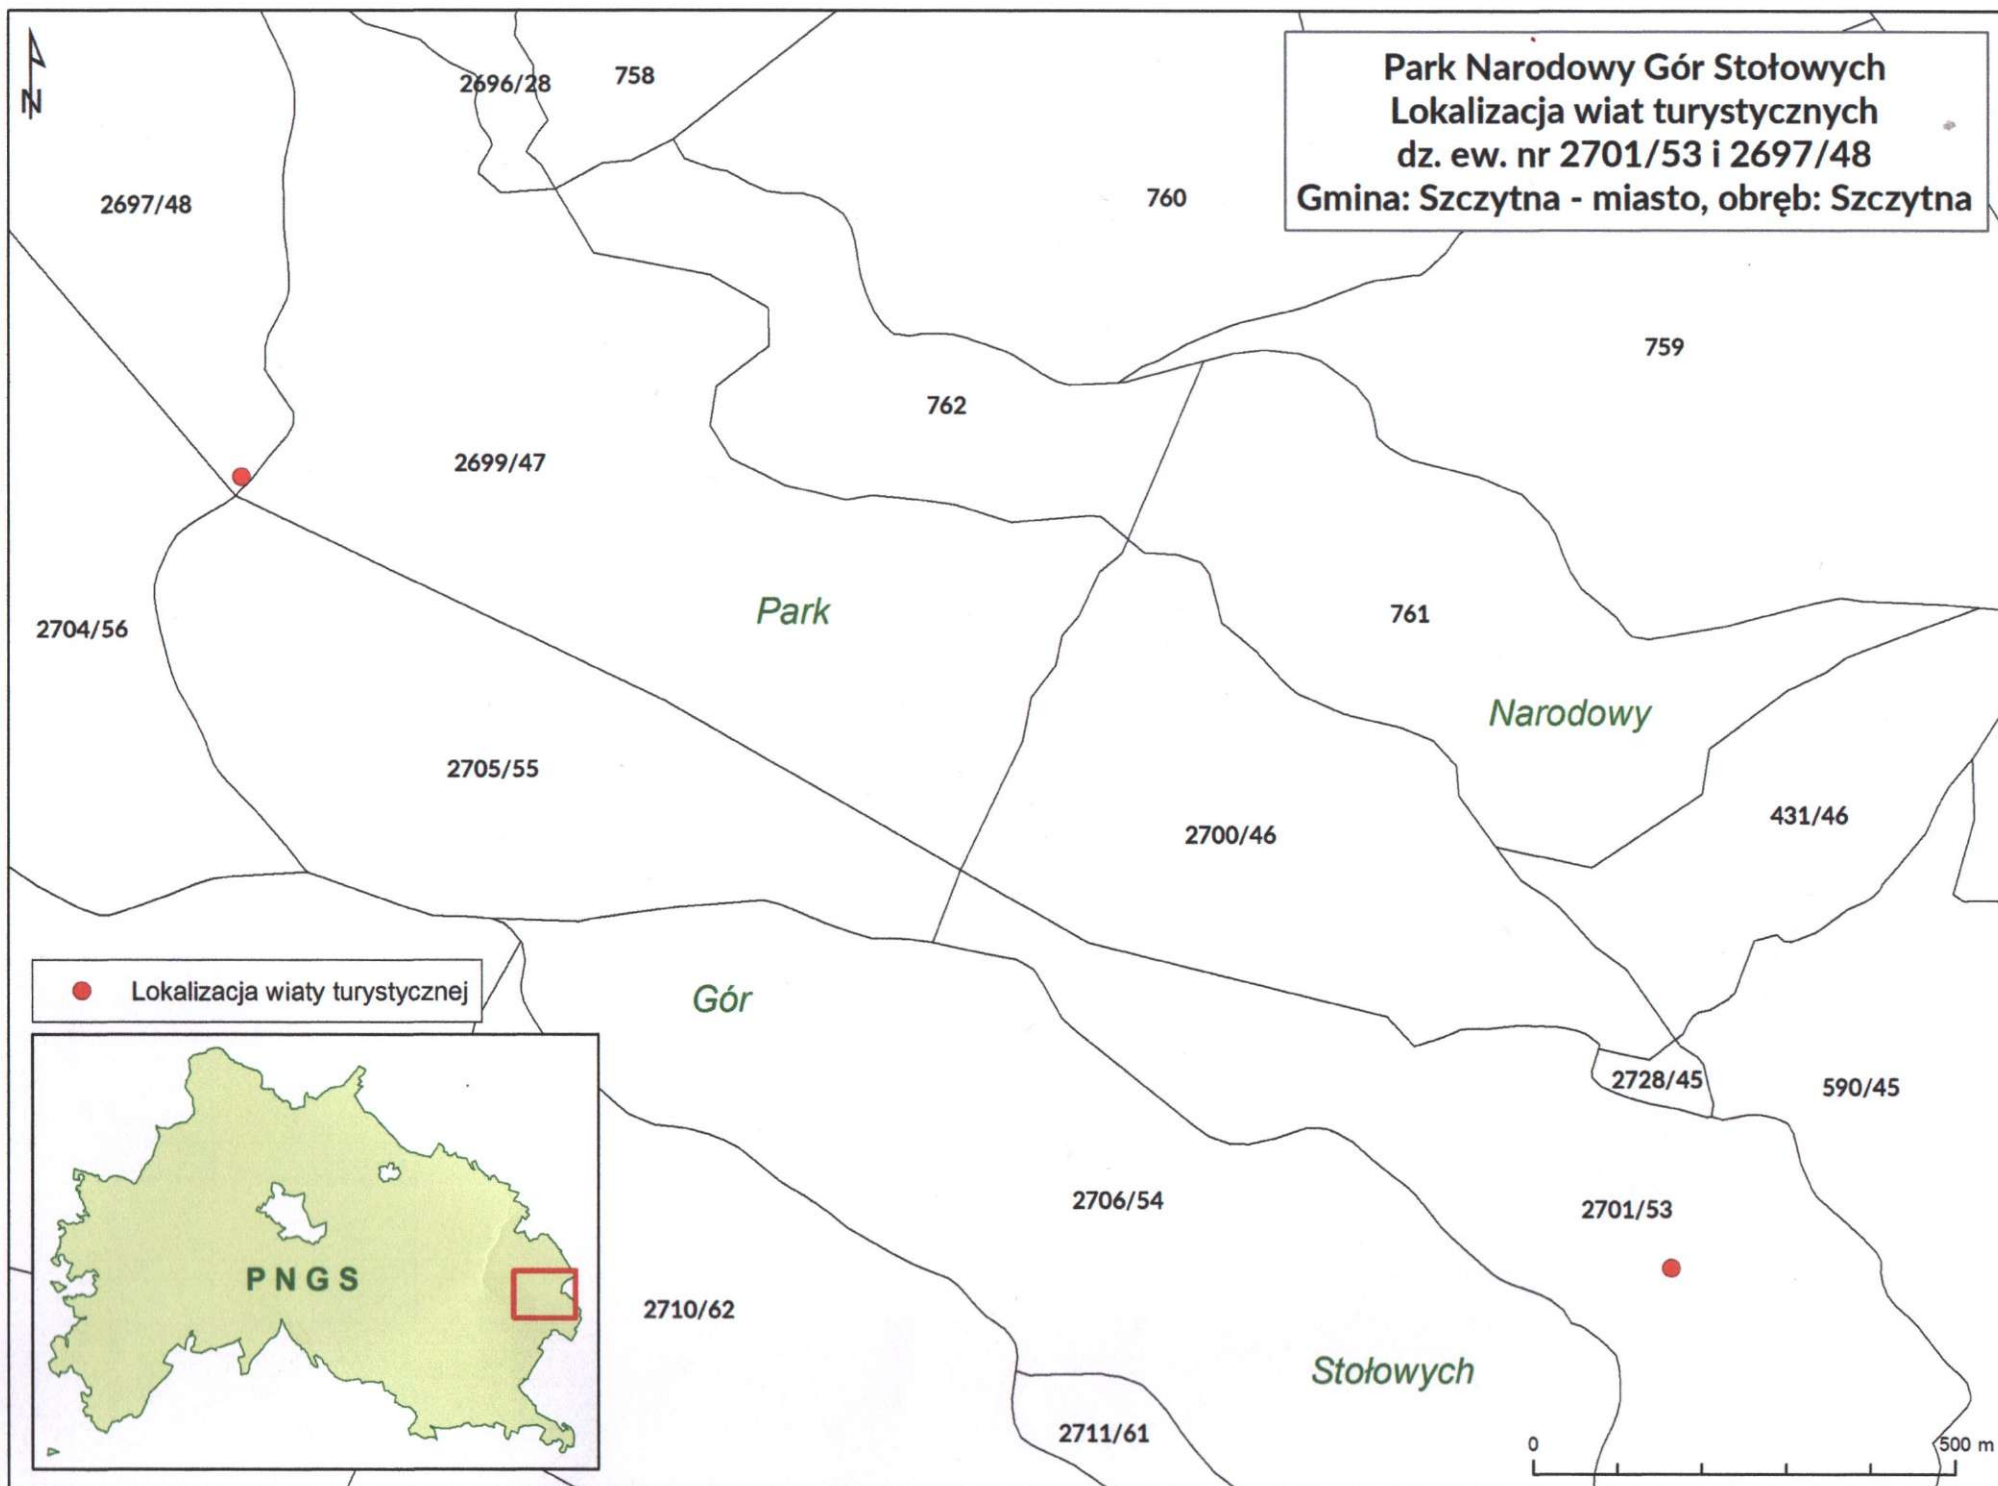 N
2696/28
758
Park Narodowy Gór Stołowych
Lokalizacja wiat turystycznych
dz. ew. nr 2701/53 i 2697/48
Gmina: Szczytna - miasto, obręb: Szczytna
2697/48
760
759
762
2699/47
Park
761
2704/56
Narodowy
2705/55
431/46
2700/46
Lokalizacja wiaty turystycznej
Gór
2728/45
590/45
2706/54
2701/53
PNGS
2710/62
Stołowych
2711/61
0
500 m